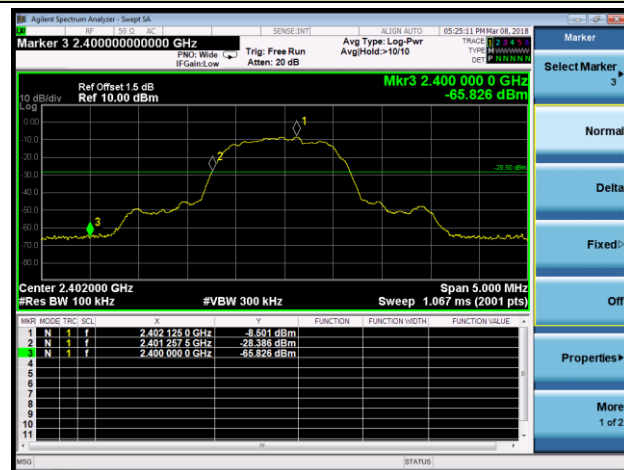 Agilent Spectrum Analyzer - Swept SA
RF 50 Ω AC SENSE:INT ALIGN AUTO 05:25:11 PM Mar 08, 2018
Marker 3 2.400000000000 GHz
PNO: Wide
IFGain:Low
Trig: Free Run
Atten: 20 dB
Avg Type: Log-Pwr
Avg|Hold:>10/10
TRACE 1 2 3 4 5 6
TYPE M WWWWW
DET P NNNNN
Ref Offset 1.5 dB
10 dB/div Ref 10.00 dBm
Log
Mkr3 2.400 000 0 GHz
-65.826 dBm
0.00
-10.0
-20.0
-30.0
-40.0
-50.0
-60.0
-70.0
-80.0
1
2
3
-28.50 dBm
Center 2.402000 GHz Span 5.000 MHz
#Res BW 100 kHz #VBW 300 kHz Sweep 1.067 ms (2001 pts)
MKR MODE TRC SCL X Y FUNCTION FUNCTION WIDTH FUNCTION VALUE
1 N 1 f 2.402 125 0 GHz -8.501 dBm
2 N 1 f 2.401 257 5 GHz -28.386 dBm
3 N 1 f 2.400 000 0 GHz -65.826 dBm
4
5
6
7
8
9
10
11
MSG STATUS
Marker
Select Marker
3
Normal
Delta
Fixed
Off
Properties
More
1 of 2